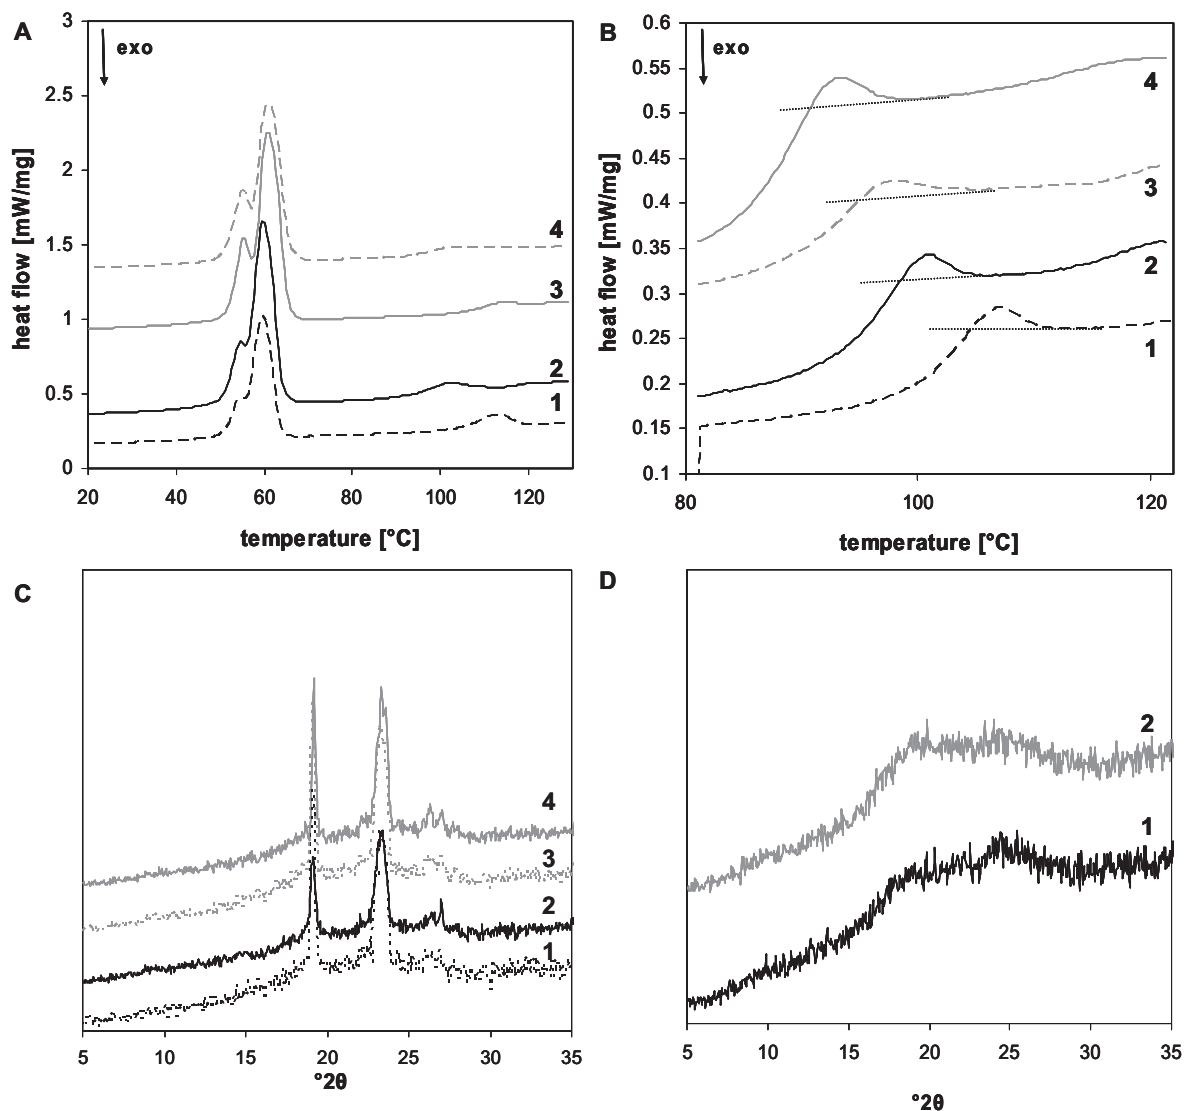 A
exo
3
2.5
2
1.5
1
0.5
0
heat flow [mW/mg]
4
3
2
1
20 40 60 80 100 120
temperature [°C]
B
exo
0.6
0.55
0.5
0.45
0.4
0.35
0.3
0.25
0.2
0.15
0.1
heat flow [mW/mg]
4
3
2
1
80 100 120
temperature [°C]
C
4
3
2
1
5 10 15 20 25 30 35
°2θ
D
2
1
5 10 15 20 25 30 35
°2θ